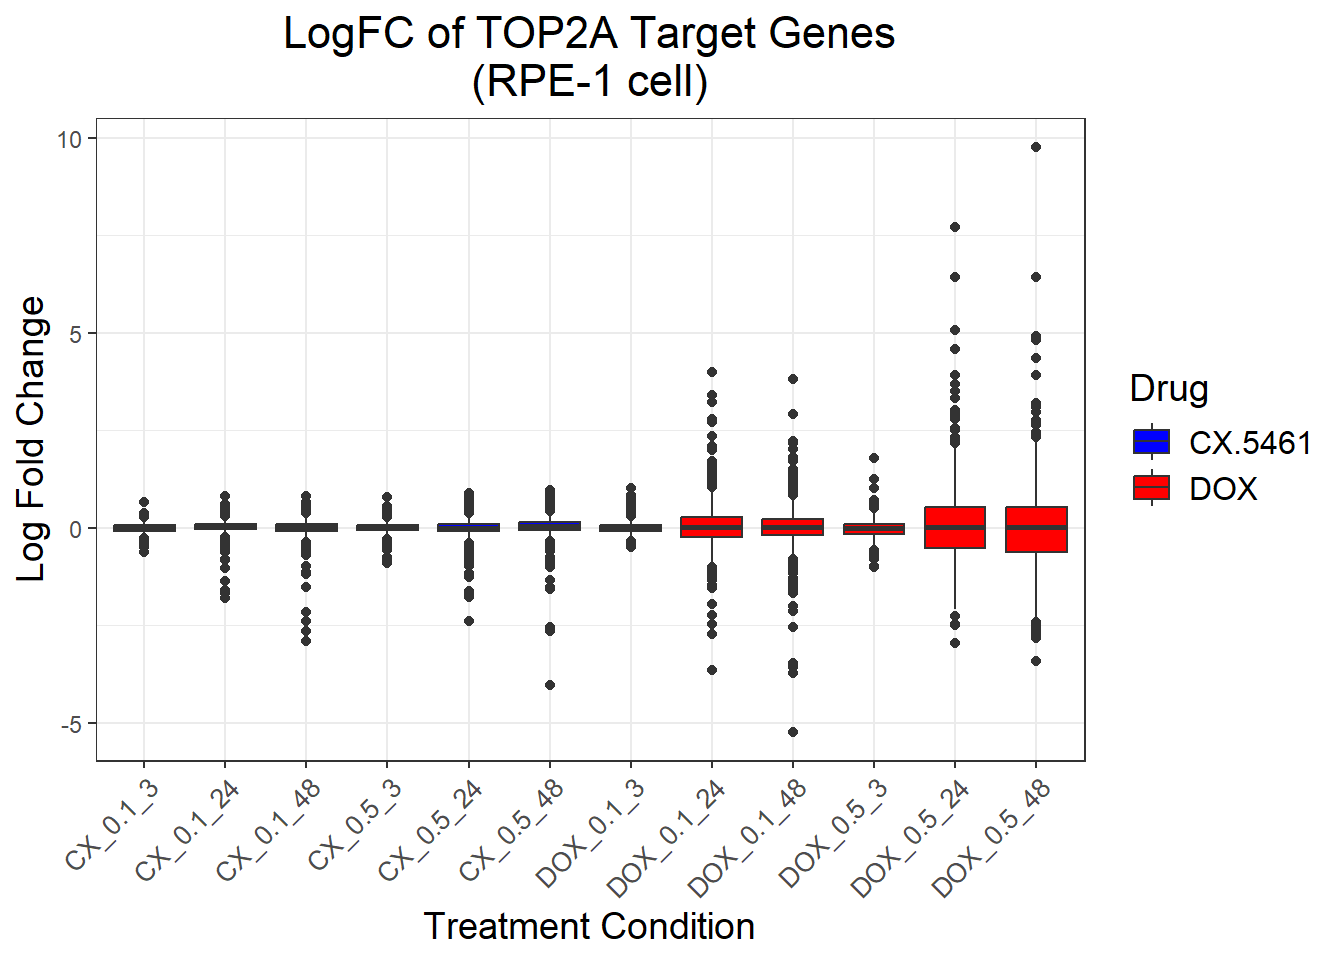 LogFC of TOP2A Target Genes
(RPE-1 cell)
10
5
0
-5
Log Fold Change
CX_0.1_3
CX_0.1_24
CX_0.1_48
CX_0.5_3
CX_0.5_24
CX_0.5_48
DOX_0.1_3
DOX_0.1_24
DOX_0.1_48
DOX_0.5_3
DOX_0.5_24
DOX_0.5_48
Treatment Condition
Drug
CX.5461
DOX